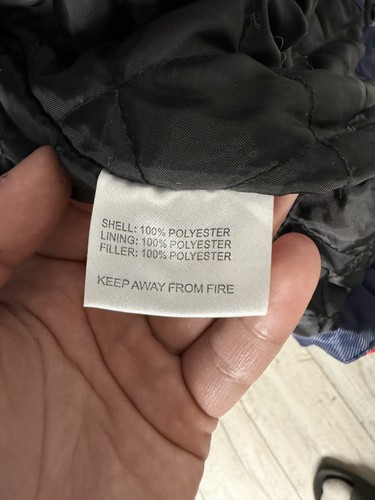 SHELL: 100% POLYESTER
LINING: 100% POLYESTER
FILLER: 100% POLYESTER
KEEP AWAY FROM FIRE